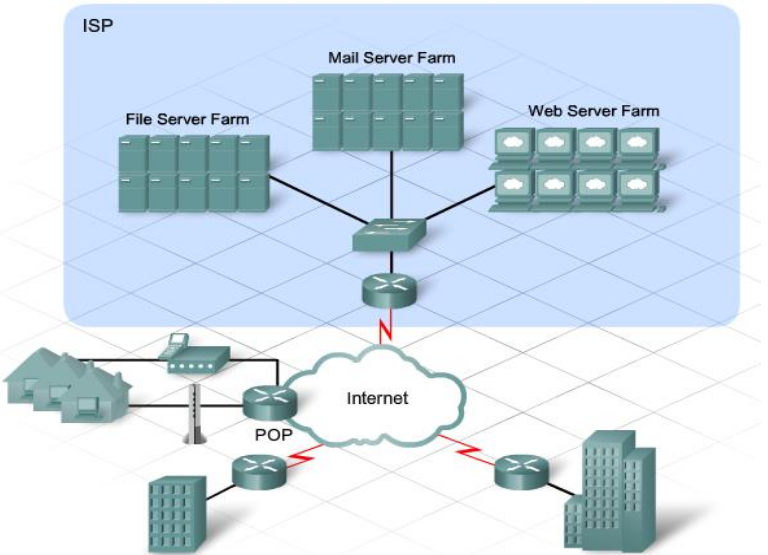 ISP
Mail Server Farm
File Server Farm
Web Server Farm
Internet
POP